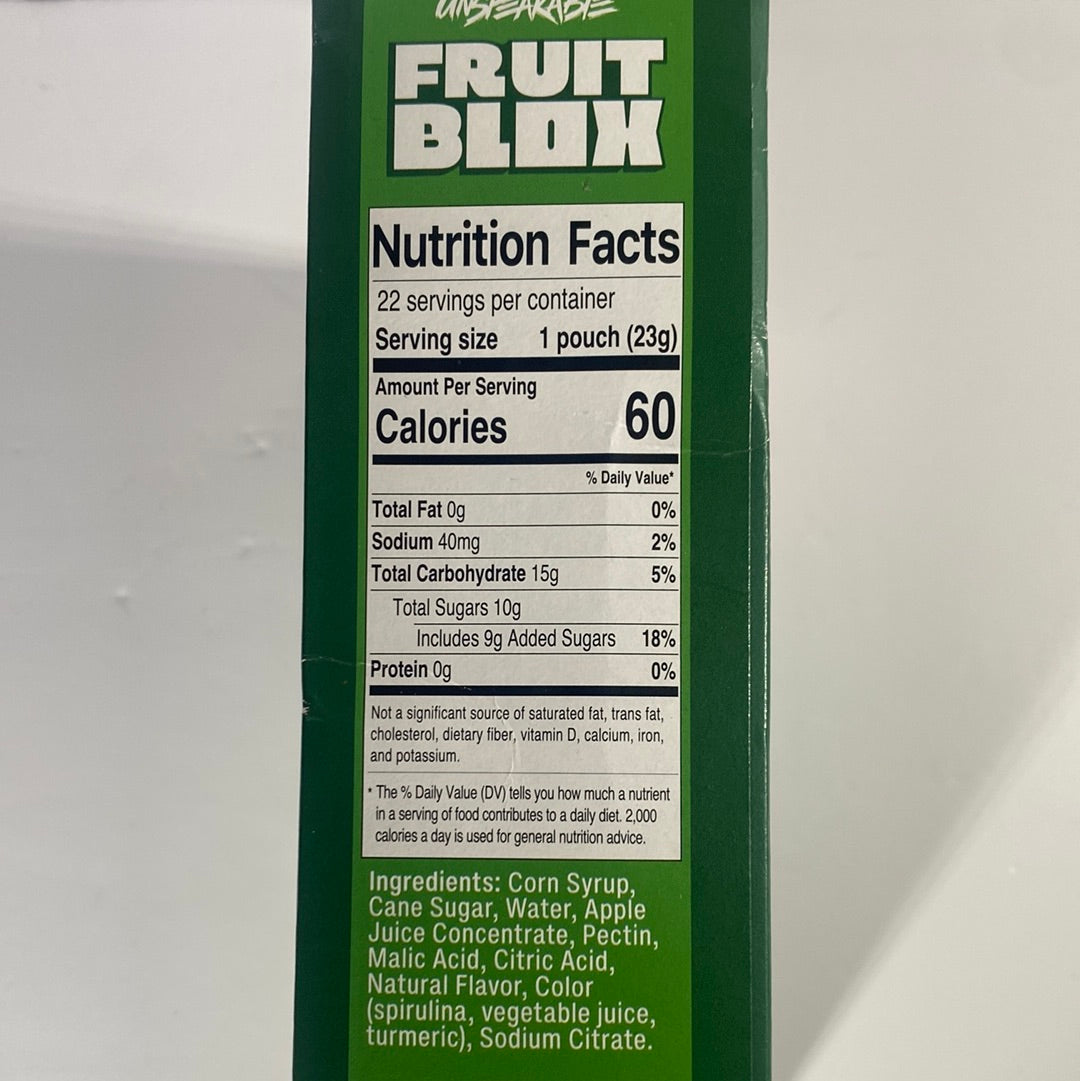 UNSPEAKABLE
FRUIT
BLOX
Nutrition Facts
22 servings per container
Serving size 1 pouch (23g)
Amount Per Serving
Calories 60
% Daily Value*
Total Fat 0g 0%
Sodium 40mg 2%
Total Carbohydrate 15g 5%
Total Sugars 10g
Includes 9g Added Sugars 18%
Protein 0g 0%
Not a significant source of saturated fat, trans fat,
cholesterol, dietary fiber, vitamin D, calcium, iron,
and potassium.
* The % Daily Value (DV) tells you how much a nutrient
in a serving of food contributes to a daily diet. 2,000
calories a day is used for general nutrition advice.
Ingredients: Corn Syrup,
Cane Sugar, Water, Apple
Juice Concentrate, Pectin,
Malic Acid, Citric Acid,
Natural Flavor, Color
(spirulina, vegetable juice,
turmeric), Sodium Citrate.